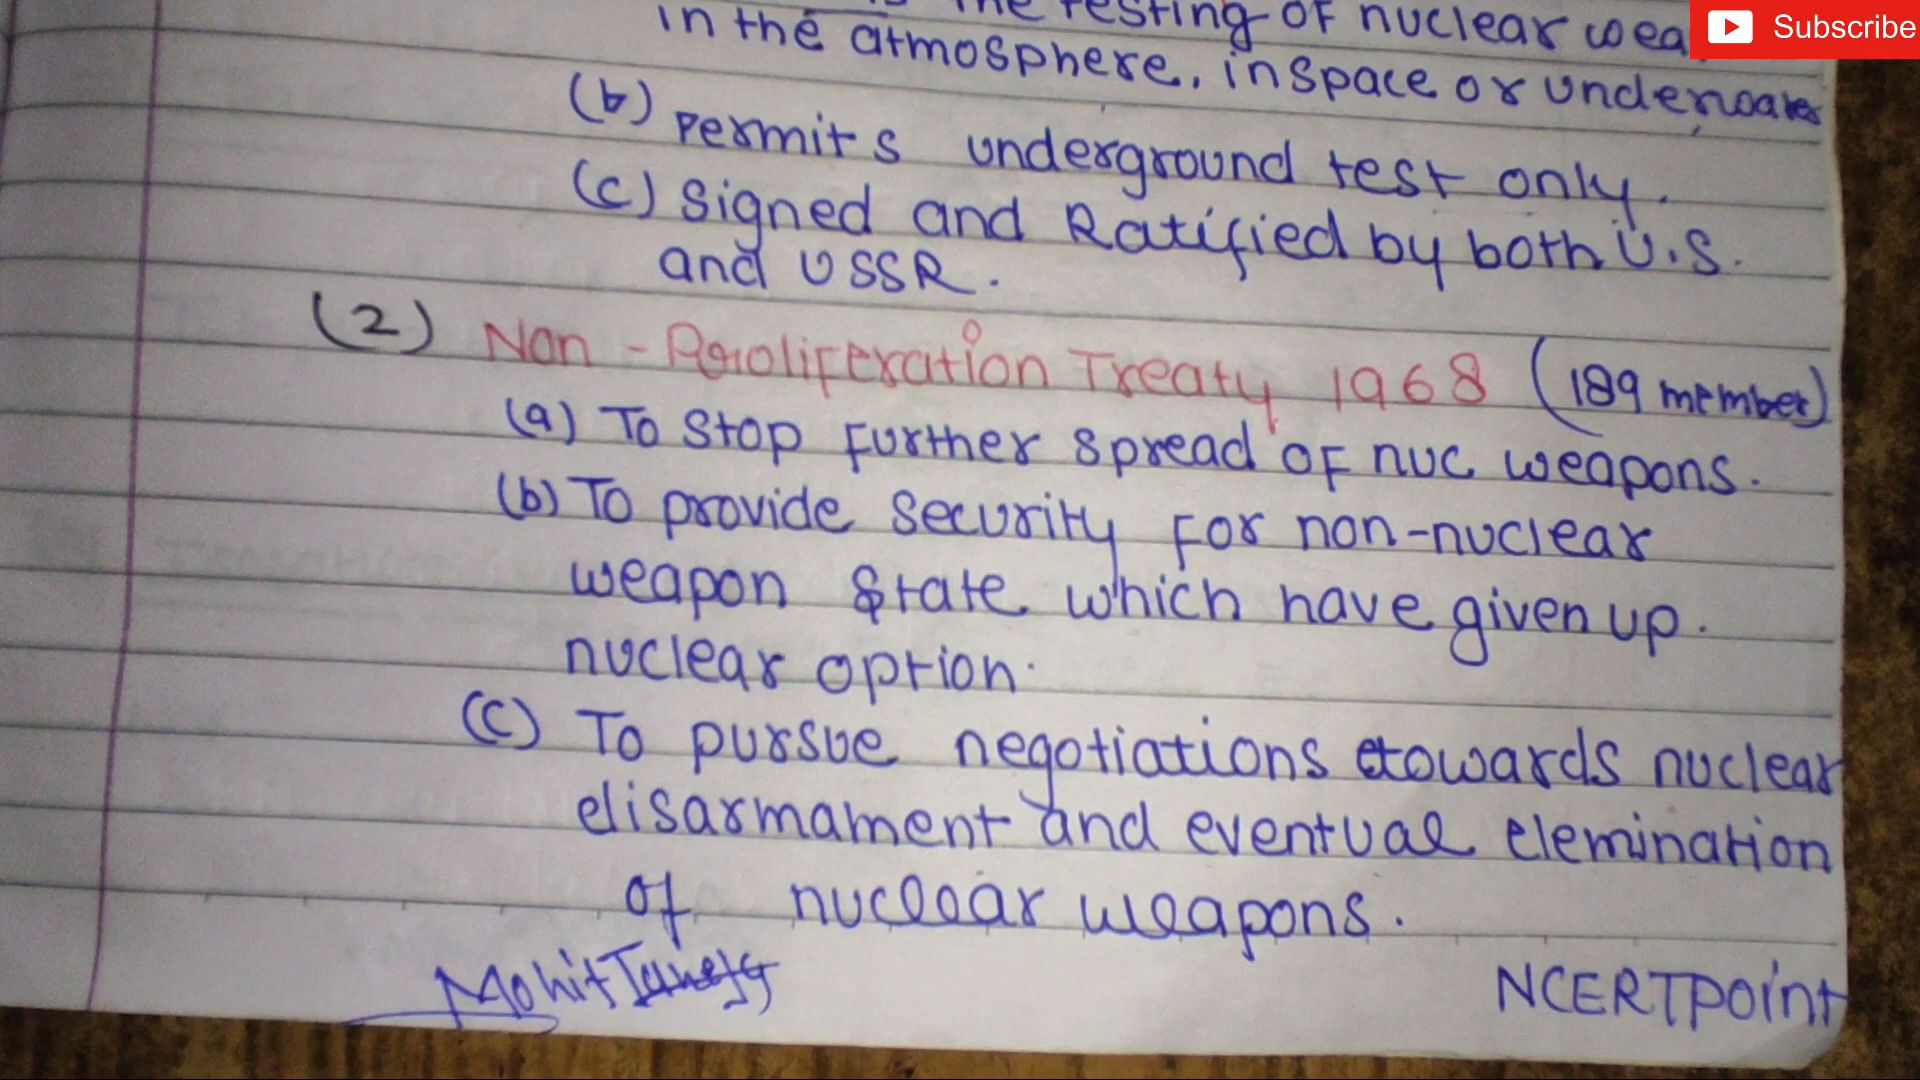 the testing of nuclear wea
Subscribe
in the atmosphere, in space or underwater
(b) permits underground test only.
(c) signed and Ratified by both U.S.
and USSR.
(2) Non - Proliferation Treaty 1968 (189 member)
(a) To stop further spread of nuc weapons.
(b) To provide security for non-nuclear
weapon state which have given up.
nuclear option.
(c) To pursue negotiations towards nuclear
disarmament and eventual elemination
of nuclear weapons.
Mohit Taneja
NCERTPoint